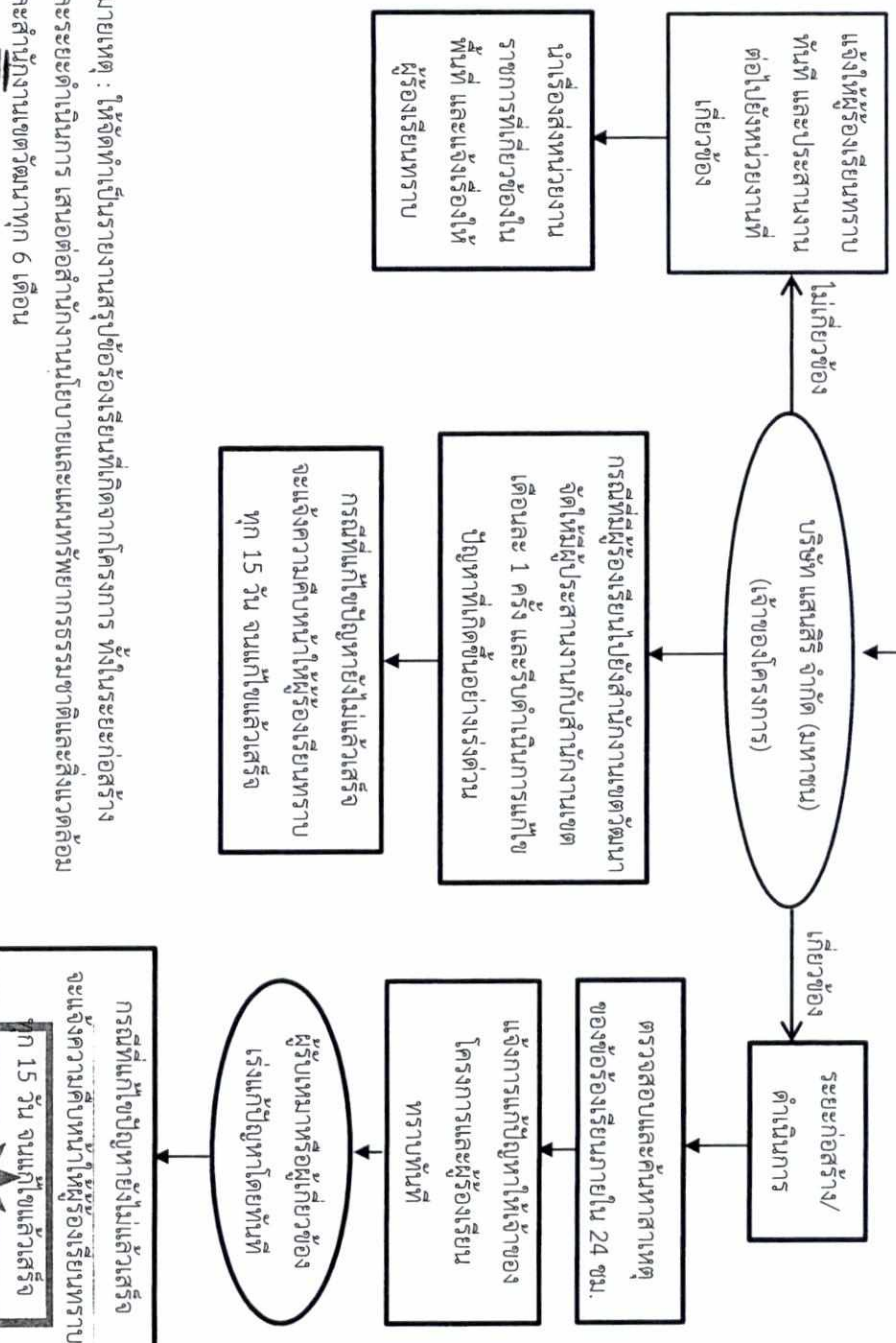 บริษัท แสนสิริ จำกัด (มหาชน)
(เจ้าของโครงการ)
ไม่เกี่ยวข้อง
เกี่ยวข้อง
แจ้งให้ผู้ร้องเรียนทราบ
ทันที และประสานงาน
ต่อไปยังหน่วยงานที่
เกี่ยวข้อง
นำเรื่องส่งหน่วยงาน
ราชการที่เกี่ยวข้องใน
พื้นที่ และแจ้งเรื่องให้
ผู้ร้องเรียนทราบ
กรณีที่มีผู้ร้องเรียนไปยังสำนักงานเขตวัฒนา
จัดให้มีผู้ประสานงานกับสำนักงานเขต
เดือนละ 1 ครั้ง และรีบดำเนินการแก้ไข
ปัญหาที่เกิดขึ้นอย่างเร่งด่วน
กรณีที่แก้ไขปัญหายังไม่แล้วเสร็จ
จะแจ้งความคืบหน้าให้ผู้ร้องเรียนทราบ
ทุก 15 วัน จนแก้ไขแล้วเสร็จ
ระยะก่อสร้าง/
ดำเนินการ
ตรวจสอบและค้นหาสาเหตุ
ของข้อร้องเรียนภายใน 24 ชม.
แจ้งการแก้ปัญหาให้เจ้าของ
โครงการและผู้ร้องเรียน
ทราบทันที
ผู้รับเหมาหรือผู้เกี่ยวข้อง
เร่งแก้ปัญหาโดยทันที
กรณีที่แก้ไขปัญหายังไม่แล้วเสร็จ
จะแจ้งความคืบหน้าให้ผู้ร้องเรียนทราบ
ทุก 15 วัน จนแก้ไขแล้วเสร็จ
มายเหตุ : ให้จัดทำเป็นรายงานสรุปข้อร้องเรียนที่เกิดจากโครงการ ทั้งในระยะก่อสร้าง
ละระยะดำเนินการ เสนอต่อสำนักงานนโยบายและแผนทรัพยากรธรรมชาติและสิ่งแวดล้อม
ละสำนักงานเขตวัฒนาทุก 6 เดือน